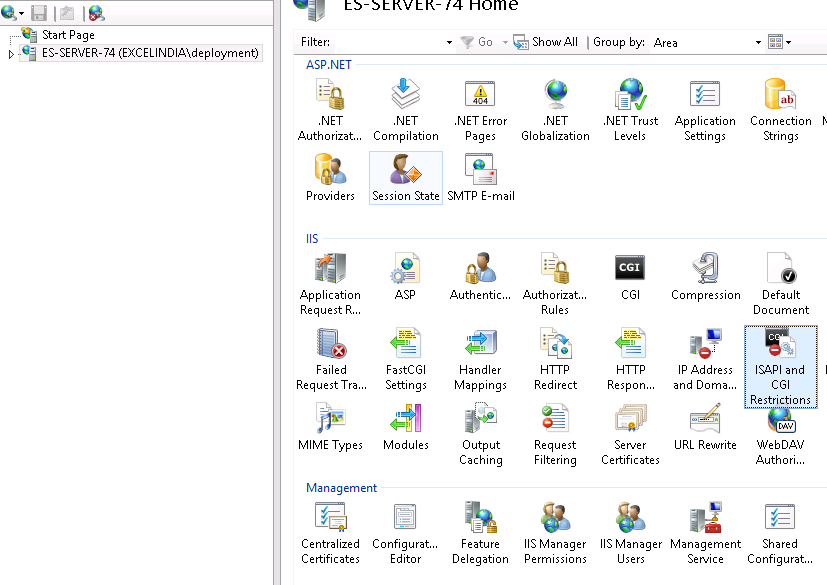 ES-SERVER-74 Home
Start Page
ES-SERVER-74 (EXCELINDIA\deployment)
Filter:
Go
Show All
Group by:
Area
ASP.NET
.NET
Authorizat...
.NET
Compilation
404
.NET Error
Pages
.NET
Globalization
.NET Trust
Levels
Application
Settings
ab
Connection
Strings
Providers
Session State
SMTP E-mail
IIS
Application
Request R...
ASP
Authentic...
Authorizat...
Rules
CGI
CGI
Compression
Default
Document
Failed
Request Tra...
FastCGI
Settings
Handler
Mappings
HTTP
Redirect
HTTP
Respon...
IP Address
and Doma...
ISAPI and
CGI
Restrictions
MIME Types
Modules
Output
Caching
Request
Filtering
Server
Certificates
URL Rewrite
DAV
WebDAV
Authori...
Management
Centralized
Certificates
Configurat...
Editor
Feature
Delegation
IIS Manager
Permissions
IIS Manager
Users
Management
Service
Shared
Configurat...